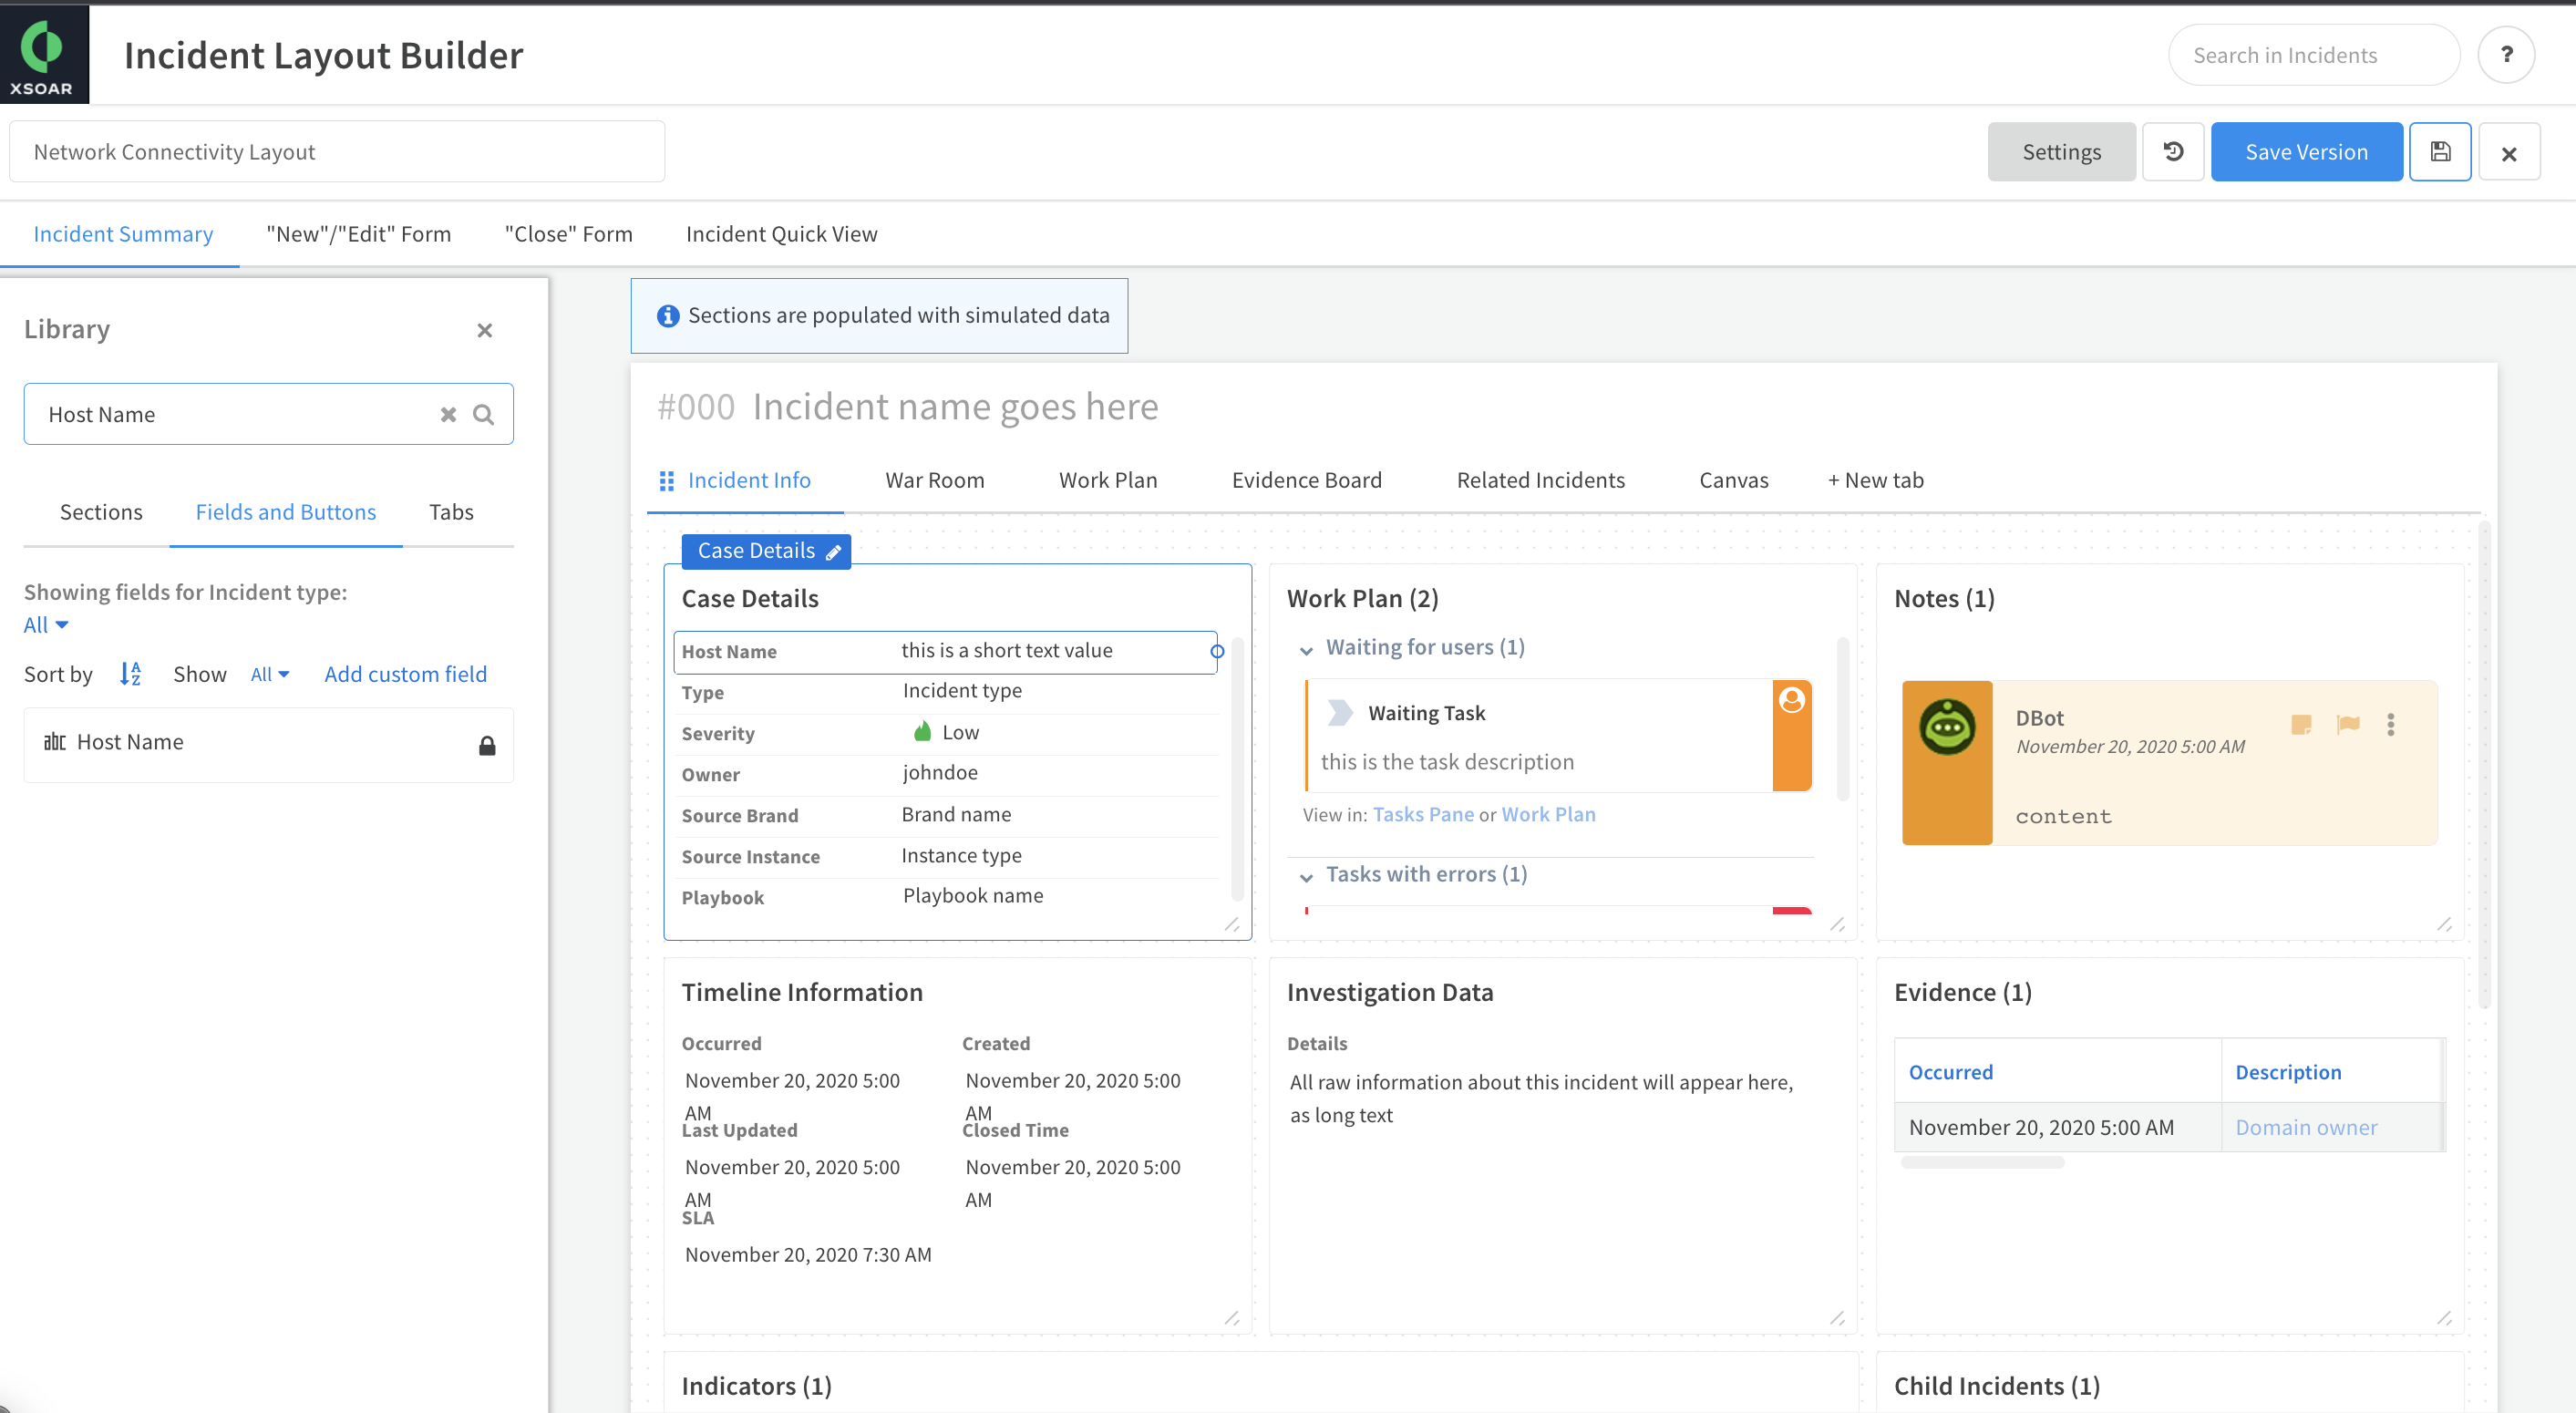 XSOAR
Incident Layout Builder
Search in Incidents
?
Network Connectivity Layout
Settings
Save Version
Incident Summary
"New"/"Edit" Form
"Close" Form
Incident Quick View
Library
Host Name
Sections
Fields and Buttons
Tabs
Showing fields for Incident type:
All
Sort by
A
Z
Show
All
Add custom field
abc Host Name
Sections are populated with simulated data
#000 Incident name goes here
Incident Info
War Room
Work Plan
Evidence Board
Related Incidents
Canvas
+ New tab
Case Details
Case Details
Host Name this is a short text value
Type Incident type
Severity Low
Owner johndoe
Source Brand Brand name
Source Instance Instance type
Playbook Playbook name
Work Plan (2)
Waiting for users (1)
Waiting Task
this is the task description
View in: Tasks Pane or Work Plan
Tasks with errors (1)
Notes (1)
DBot
November 20, 2020 5:00 AM
content
Timeline Information
Occurred
November 20, 2020 5:00
AM
Created
November 20, 2020 5:00
AM
Last Updated
November 20, 2020 5:00
AM
Closed Time
November 20, 2020 5:00
AM
SLA
November 20, 2020 7:30 AM
Investigation Data
Details
All raw information about this incident will appear here,
as long text
Evidence (1)
Occurred Description
November 20, 2020 5:00 AM Domain owner
Indicators (1)
Child Incidents (1)